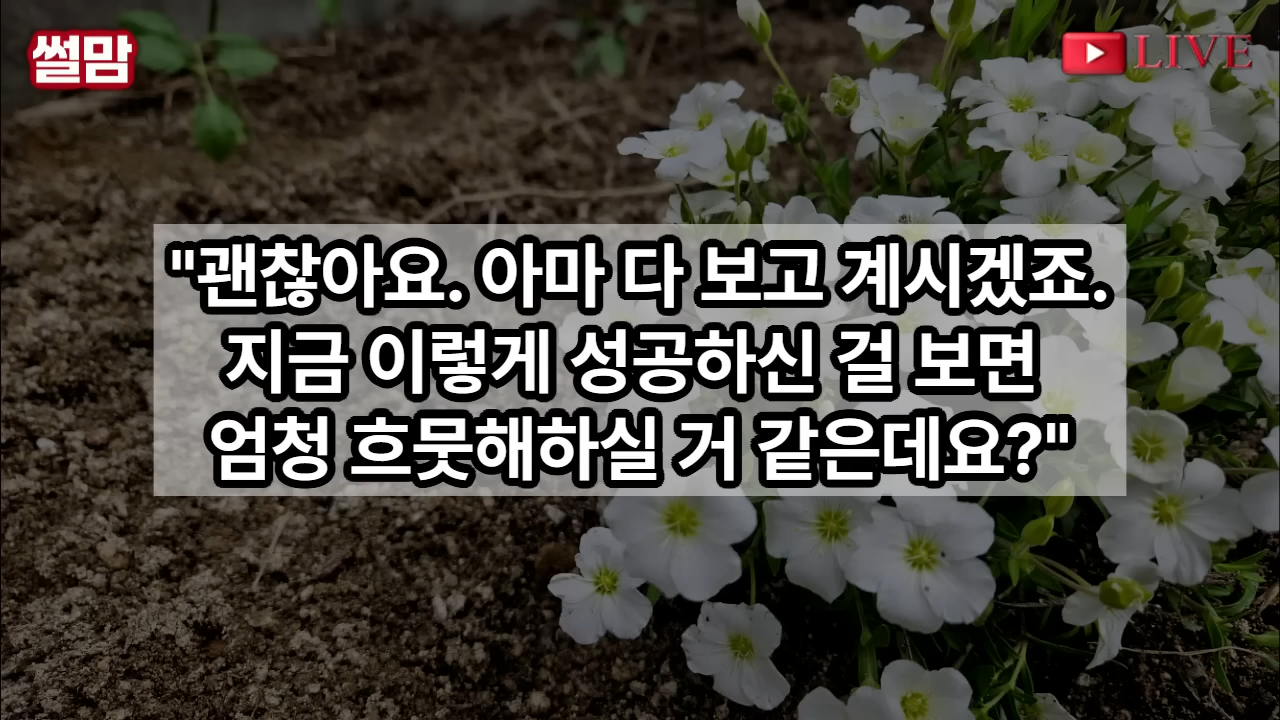 썰맘
LIVE
"괜찮아요. 아마 다 보고 계시겠죠.
지금 이렇게 성공하신 걸 보면
엄청 흐뭇해하실 거 같은데요?"